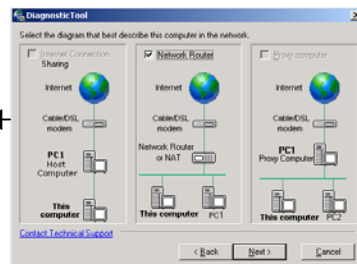 DiagnosticTool
Select the diagram that best describe this computer in the network.
Internet Connection
Sharing
Internet
Cable/DSL
modem
PC1
Host
Computer
This
computer
Network Router
Internet
Cable/DSL
modem
Network Router
or NAT
This computer
PC1
Proxy computer
Internet
Cable/DSL
modem
PC1
Proxy Computer
This computer
PC2
Contact Technical Support
< Back
Next >
Cancel